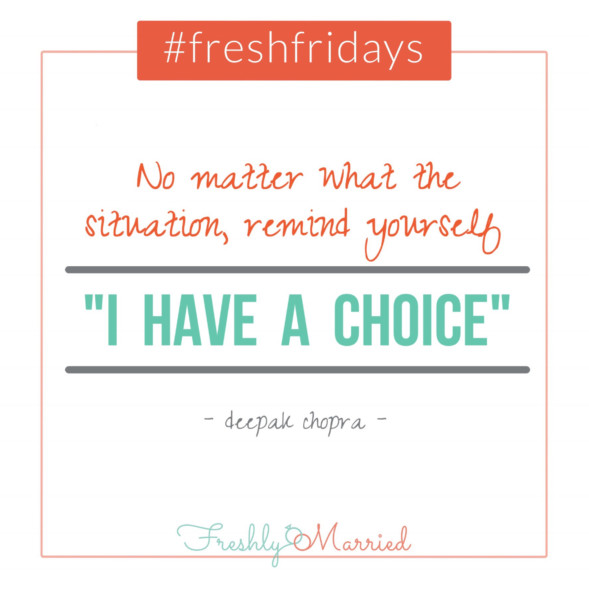 #freshfridays
No matter what the
situation, remind yourself
"I HAVE A CHOICE"
- deepak chopra -
Freshly Married